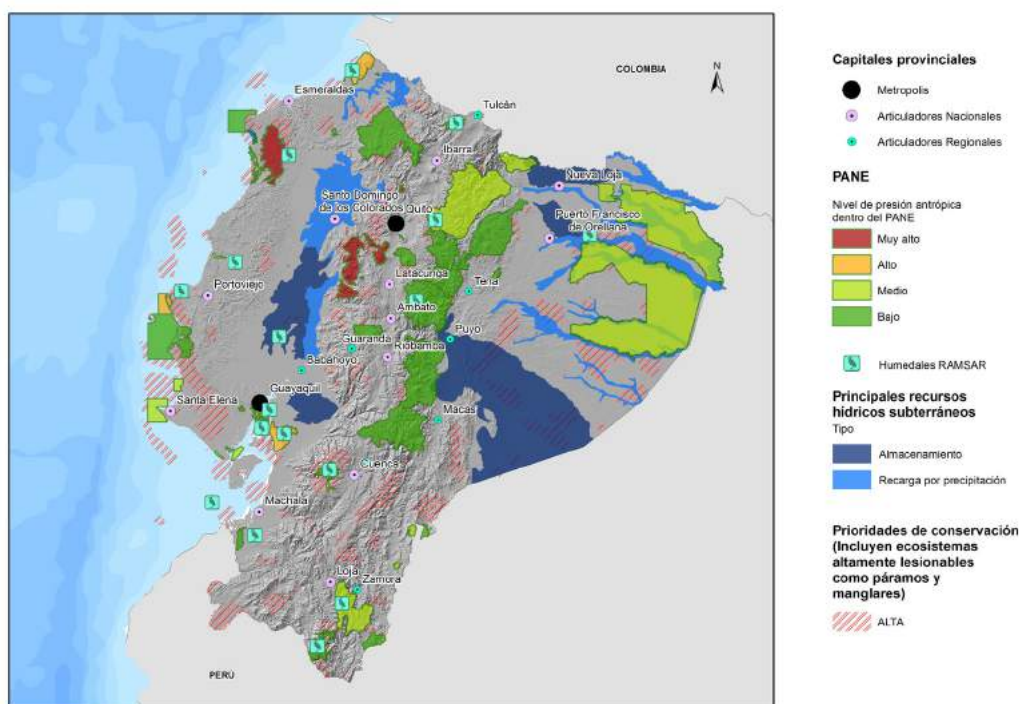 COLOMBIA
N
Esmeraldas
Tulcán
Ibarra
Nueva Loja
Santo Domingo
de los Colorados
Quito
Puerto Francisco
de Orellana
Portoviejo
Latacunga
Tena
Ambato
Puyo
Guaranda
Riobamba
Babahoyo
Guayaquil
Santa Elena
Macas
Cuenca
Machala
Loja
Zamora
PERÚ
Capitales provinciales
Metropolis
Articuladores Nacionales
Articuladores Regionales
PANE
Nivel de presión antrópica
dentro del PANE
Muy alto
Alto
Medio
Bajo
Humedales RAMSAR
Principales recursos
hídricos subterráneos
Tipo
Almacenamiento
Recarga por precipitación
Prioridades de conservación
(Incluyen ecosistemas
altamente lesionables
como páramos y
manglares)
ALTA